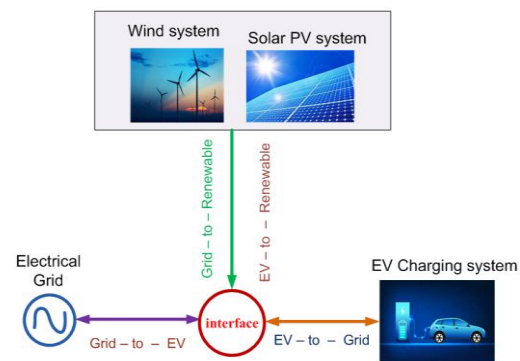 Wind system
Solar PV system
Grid – to – Renewable
EV – to – Renewable
Electrical
Grid
EV Charging system
interface
Grid – to – EV
EV – to – Grid